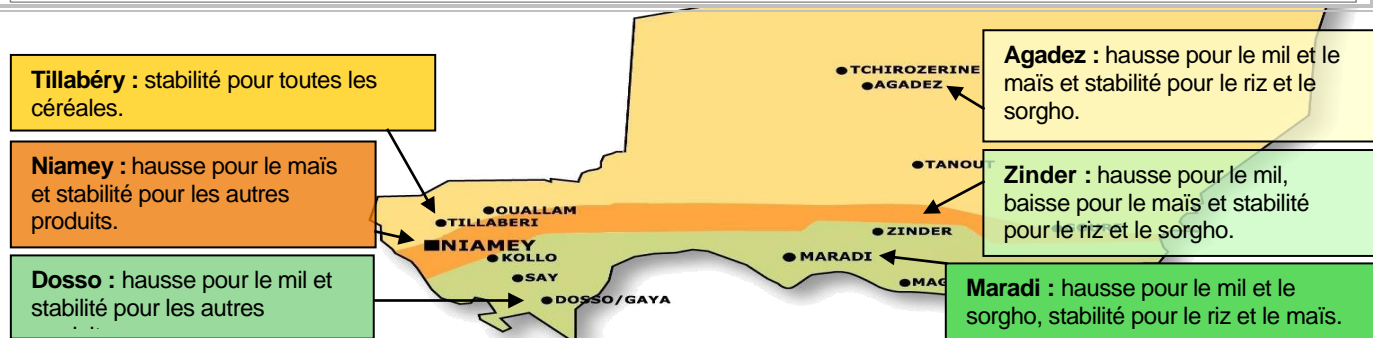 Tillabéry : stabilité pour toutes les
céréales.
Niamey : hausse pour le maïs
et stabilité pour les autres
produits.
Dosso : hausse pour le mil et
stabilité pour les autres
Agadez : hausse pour le mil et le
maïs et stabilité pour le riz et le
sorgho.
Zinder : hausse pour le mil,
baisse pour le maïs et stabilité
pour le riz et le sorgho.
Maradi : hausse pour le mil et le
sorgho, stabilité pour le riz et le maïs.
TCHIROZERINE
AGADEZ
TANOUT
OUALLAM
TILLABERI
NIAMEY
KOLLO
SAY
DOSSO/GAYA
ZINDER
MARADI
MAG